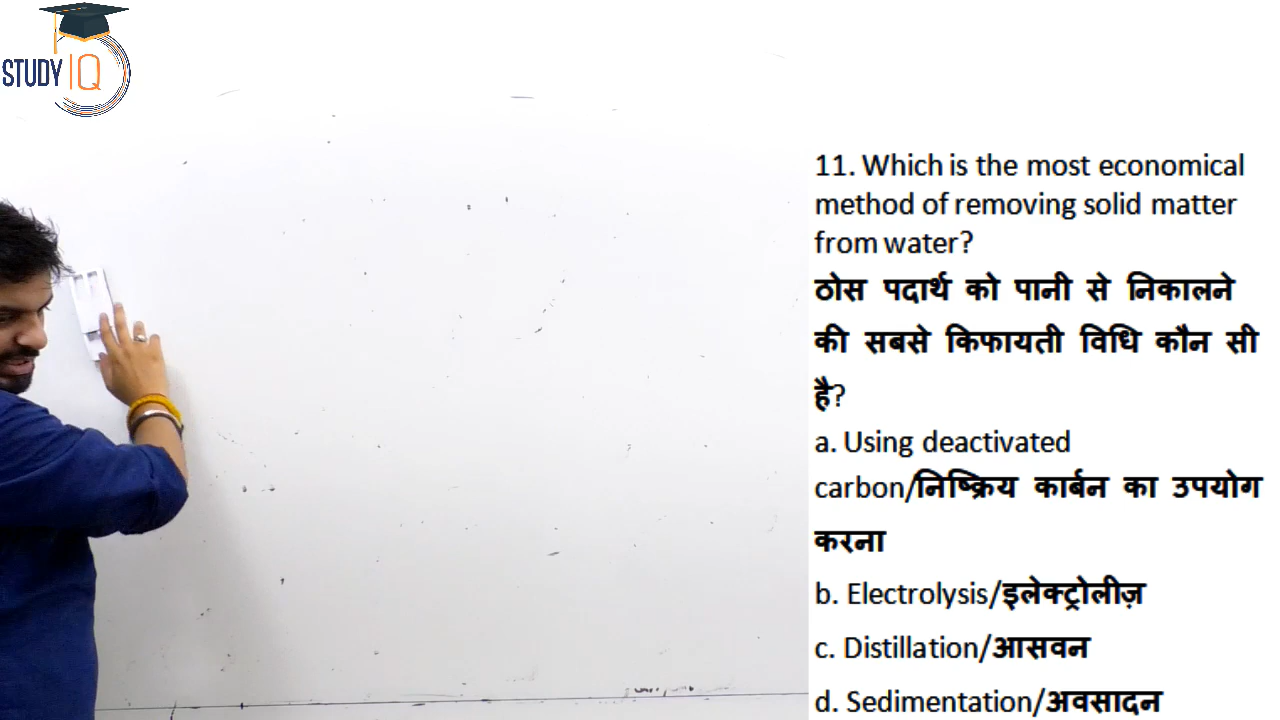 STUDY IQ
11. Which is the most economical
method of removing solid matter
from water?
ठोस पदार्थ को पानी से निकालने
की सबसे किफायती विधि कौन सी
है?
a. Using deactivated
carbon/निष्क्रिय कार्बन का उपयोग
करना
b. Electrolysis/इलेक्ट्रोलीज़
c. Distillation/आसवन
d. Sedimentation/अवसादन